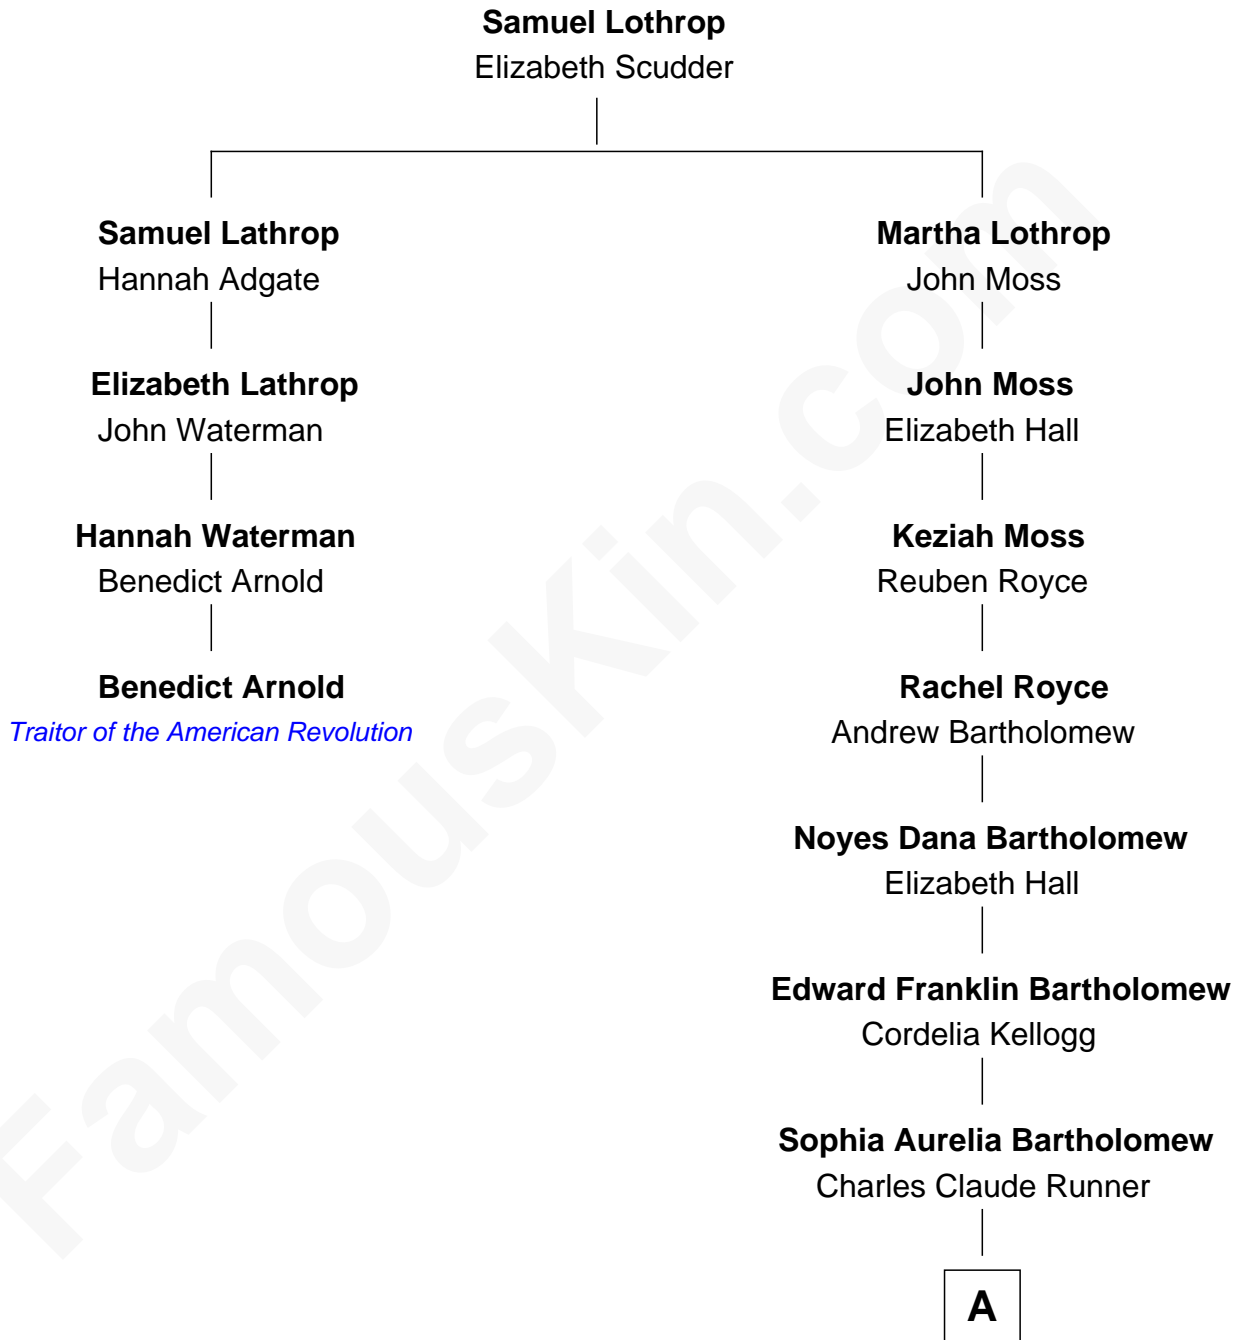 Samuel Lothrop
Elizabeth Scudder
Samuel Lathrop
Hannah Adgate
Elizabeth Lathrop
John Waterman
Hannah Waterman
Benedict Arnold
Benedict Arnold
Traitor of the American Revolution
Martha Lothrop
John Moss
John Moss
Elizabeth Hall
Keziah Moss
Reuben Royce
Rachel Royce
Andrew Bartholomew
Noyes Dana Bartholomew
Elizabeth Hall
Edward Franklin Bartholomew
Cordelia Kellogg
Sophia Aurelia Bartholomew
Charles Claude Runner
A
FamousKin.com